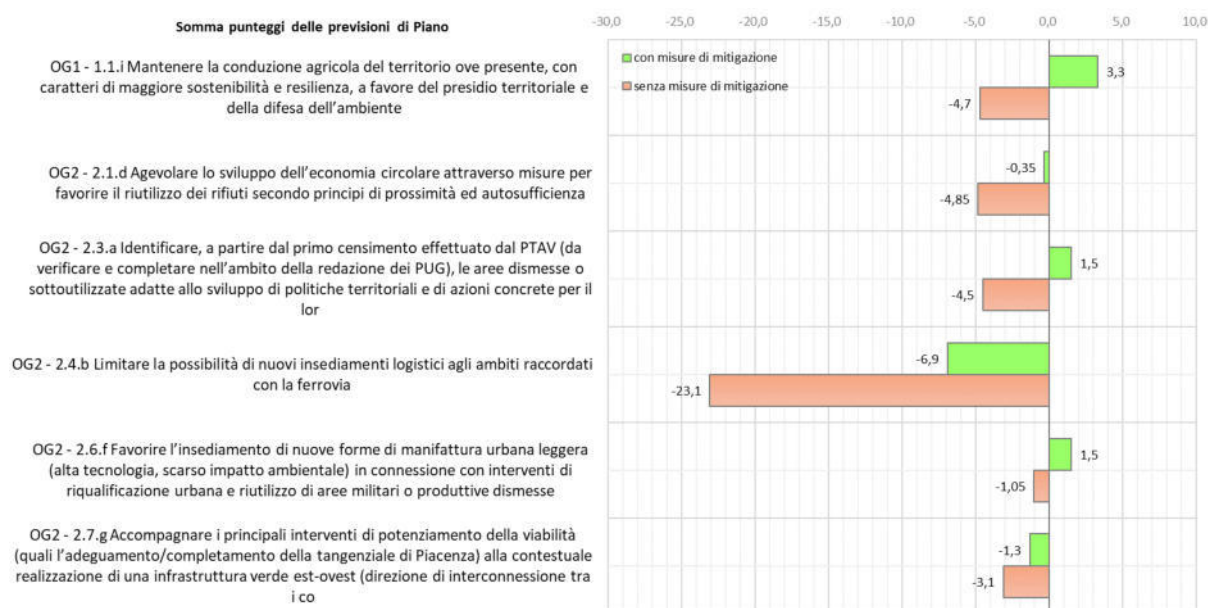 Somma punteggi delle previsioni di Piano
-30,0 -25,0 -20,0 -15,0 -10,0 -5,0 0,0 5,0 10,0
con misure di mitigazione
senza misure di mitigazione
OG1 - 1.1.i Mantenere la conduzione agricola del territorio ove presente, con
caratteri di maggiore sostenibilità e resilienza, a favore del presidio territoriale e
della difesa dell'ambiente
3,3
-4,7
OG2 - 2.1.d Agevolare lo sviluppo dell'economia circolare attraverso misure per
favorire il riutilizzo dei rifiuti secondo principi di prossimità ed autosufficienza
-0,35
-4,85
OG2 - 2.3.a Identificare, a partire dal primo censimento effettuato dal PTAV (da
verificare e completare nell'ambito della redazione dei PUG), le aree dismesse o
sottoutilizzate adatte allo sviluppo di politiche territoriali e di azioni concrete per il
lor
1,5
-4,5
OG2 - 2.4.b Limitare la possibilità di nuovi insediamenti logistici agli ambiti raccordati
con la ferrovia
-6,9
-23,1
OG2 - 2.6.f Favorire l'insediamento di nuove forme di manifattura urbana leggera
(alta tecnologia, scarso impatto ambientale) in connessione con interventi di
riqualificazione urbana e riutilizzo di aree militari o produttive dismesse
1,5
-1,05
OG2 - 2.7.g Accompagnare i principali interventi di potenziamento della viabilità
(quali l'adeguamento/completamento della tangenziale di Piacenza) alla contestuale
realizzazione di una infrastruttura verde est-ovest (direzione di interconnessione tra
i co
-1,3
-3,1